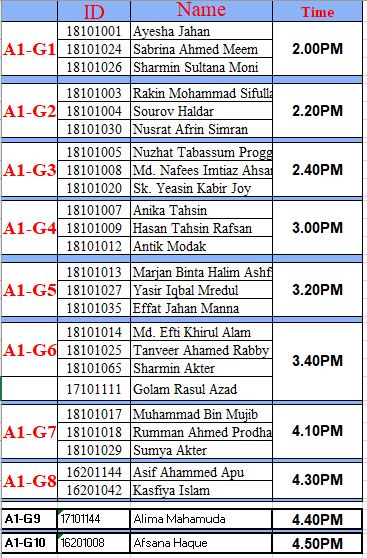 ID Name Time
A1-G1 18101001 Ayesha Jahan 2.00PM
18101024 Sabrina Ahmed Meem
18101026 Sharmin Sultana Moni
A1-G2 18101003 Rakin Mohammad Sifulla 2.20PM
18101004 Sourov Haldar
18101030 Nusrat Afrin Simran
A1-G3 18101005 Nuzhat Tabassum Progg 2.40PM
18101008 Md. Nafees Imtiaz Ahsan
18101020 Sk. Yeasin Kabir Joy
A1-G4 18101007 Anika Tahsin 3.00PM
18101009 Hasan Tahsin Rafsan
18101012 Antik Modak
A1-G5 18101013 Marjan Binta Halim Ashf 3.20PM
18101027 Yasir Iqbal Mredul
18101035 Effat Jahan Manna
A1-G6 18101014 Md. Efti Khirul Alam 3.40PM
18101025 Tanveer Ahamed Rabby
18101065 Sharmin Akter
17101111 Golam Rasul Azad
A1-G7 18101017 Muhammad Bin Mujib 4.10PM
18101018 Rumman Ahmed Prodha
18101029 Sumya Akter
A1-G8 16201144 Asif Ahammed Apu 4.30PM
16201042 Kasfiya Islam
A1-G9 17101144 Alima Mahamuda 4.40PM
A1-G10 16201008 Afsana Haque 4.50PM